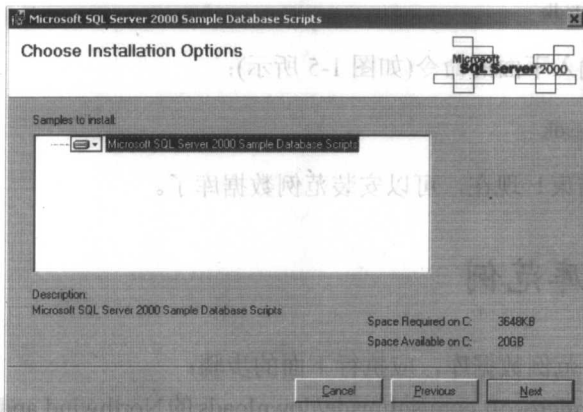 Microsoft SQL Server 2000 Sample Database Scripts
Choose Installation Options
Microsoft
SQL Server 2000
Samples to install:
Microsoft SQL Server 2000 Sample Database Scripts
Description:
Microsoft SQL Server 2000 Sample Database Scripts
Space Required on C: 3648KB
Space Available on C: 20GB
Cancel Previous Next